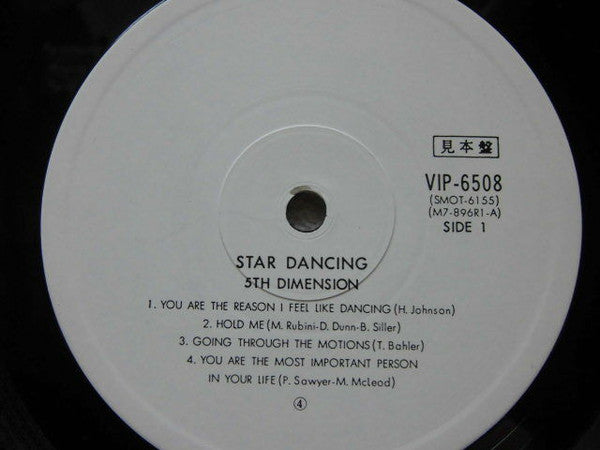 見本盤
VIP-6508
(SMOT-6155)
(M7-896R1-A)
SIDE 1
STAR DANCING
5TH DIMENSION
1. YOU ARE THE REASON I FEEL LIKE DANCING (H. Johnson)
2. HOLD ME (M. Rubini-D. Dunn-B. Siller)
3. GOING THROUGH THE MOTIONS (T. Bahler)
4. YOU ARE THE MOST IMPORTANT PERSON
IN YOUR LIFE (P. Sawyer-M. McLeod)
④